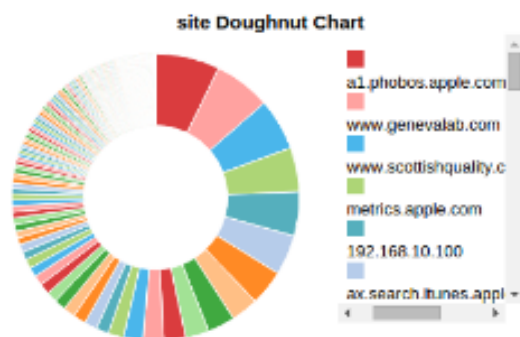 site Doughnut Chart
a1.phobos.apple.com
www.genevalab.com
www.scottishquality.c
metrics.apple.com
192.168.10.100
ax.search.itunes.appl